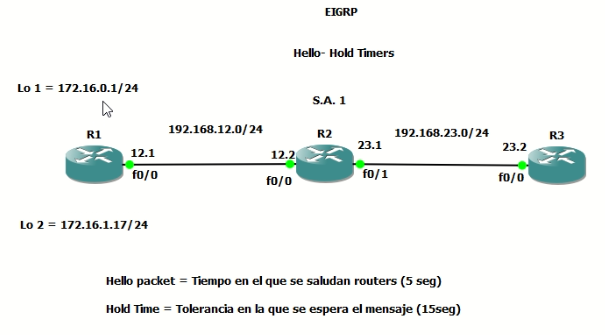 EIGRP
Hello- Hold Timers
Lo 1 = 172.16.0.1/24
S.A. 1
R1
192.168.12.0/24
R2
192.168.23.0/24
R3
12.1
12.2
23.1
23.2
f0/0
f0/0
f0/1
f0/0
Lo 2 = 172.16.1.17/24
Hello packet = Tiempo en el que se saludan routers (5 seg)
Hold Time = Tolerancia en la que se espera el mensaje (15seg)